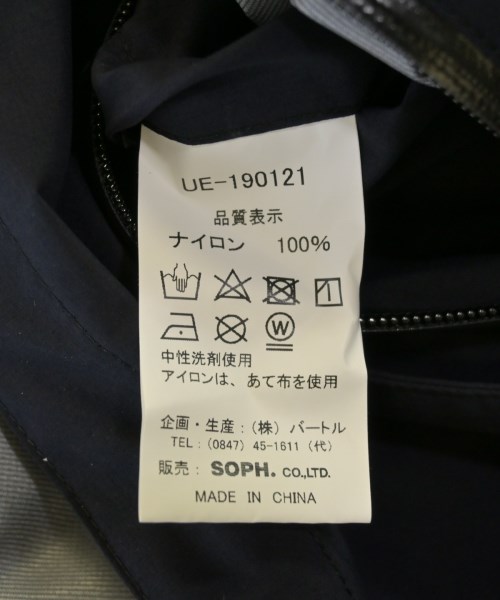 UE-190121
品質表示
ナイロン 100%
W
中性洗剤使用
アイロンは、あて布を使用
企画・生産：（株）バートル
TEL：(0847) 45-1611（代）
販売： SOPH. CO.,LTD.
MADE IN CHINA